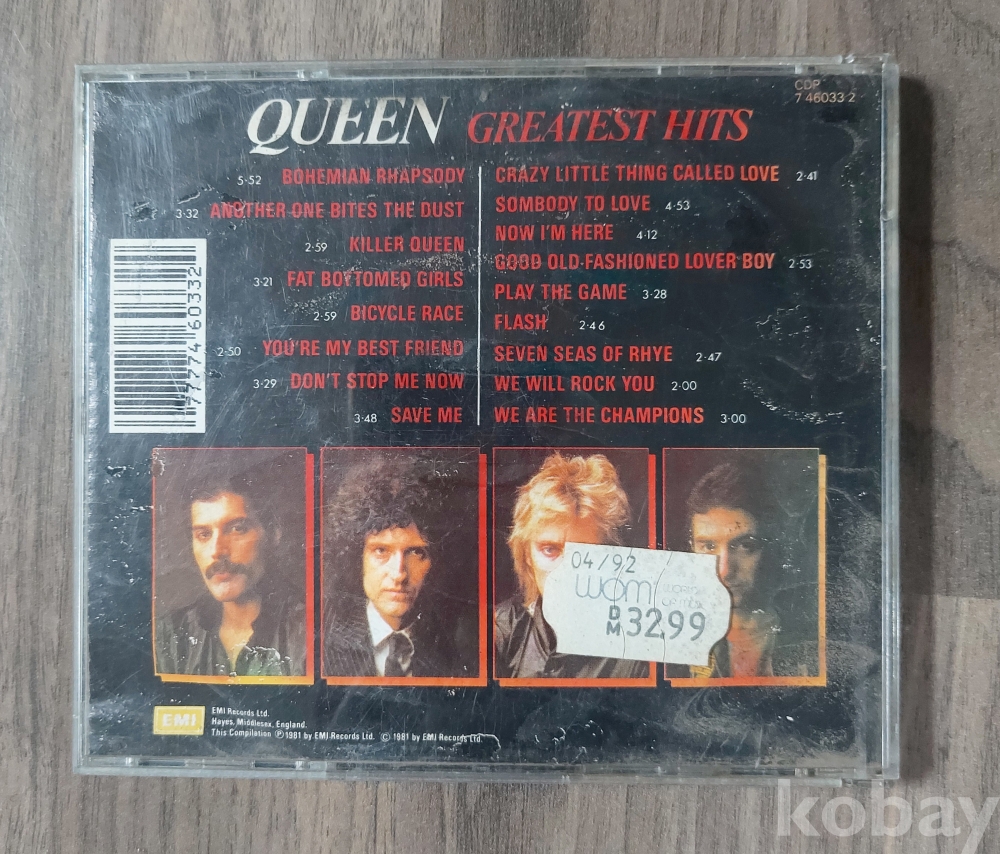 CDP
7 46033 2
QUEEN GREATEST HITS
5·52 BOHEMIAN RHAPSODY
3·32 ANOTHER ONE BITES THE DUST
2·59 KILLER QUEEN
3·21 FAT BOTTOMED GIRLS
2·59 BICYCLE RACE
2·50 YOU'RE MY BEST FRIEND
3·29 DON'T STOP ME NOW
3·48 SAVE ME
CRAZY LITTLE THING CALLED LOVE 2·41
SOMBODY TO LOVE 4·53
NOW I'M HERE 4·12
GOOD OLD-FASHIONED LOVER BOY 2·53
PLAY THE GAME 3·28
FLASH 2·46
SEVEN SEAS OF RHYE 2·47
WE WILL ROCK YOU 2·00
WE ARE THE CHAMPIONS 3·00
77774 60332
04/92
wom WORLD OF MUSIC
DM 32,99
EMI
EMI Records Ltd.
Hayes, Middlesex, England.
This Compilation ℗ 1981 by EMI Records Ltd. © 1981 by EMI Records Ltd.
kobay